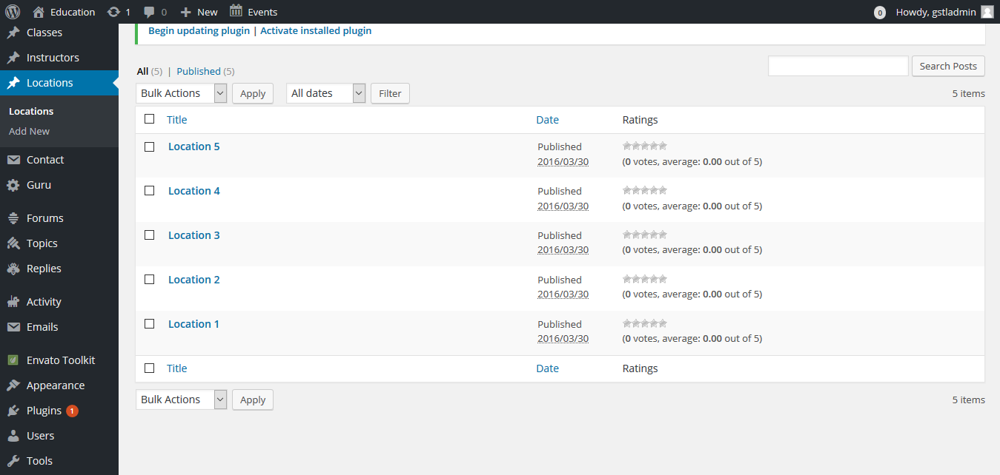 Education 1 0 New Events 0 Howdy, gstladmin
Classes
Instructors
Locations
Locations
Add New
Contact
Guru
Forums
Topics
Replies
Activity
Emails
Envato Toolkit
Appearance
Plugins 1
Users
Tools
Begin updating plugin | Activate installed plugin
All (5) | Published (5)
Search Posts
Bulk Actions Apply All dates Filter 5 items
Title Date Ratings
Location 5 Published
2016/03/30 (0 votes, average: 0.00 out of 5)
Location 4 Published
2016/03/30 (0 votes, average: 0.00 out of 5)
Location 3 Published
2016/03/30 (0 votes, average: 0.00 out of 5)
Location 2 Published
2016/03/30 (0 votes, average: 0.00 out of 5)
Location 1 Published
2016/03/30 (0 votes, average: 0.00 out of 5)
Title Date Ratings
Bulk Actions Apply 5 items